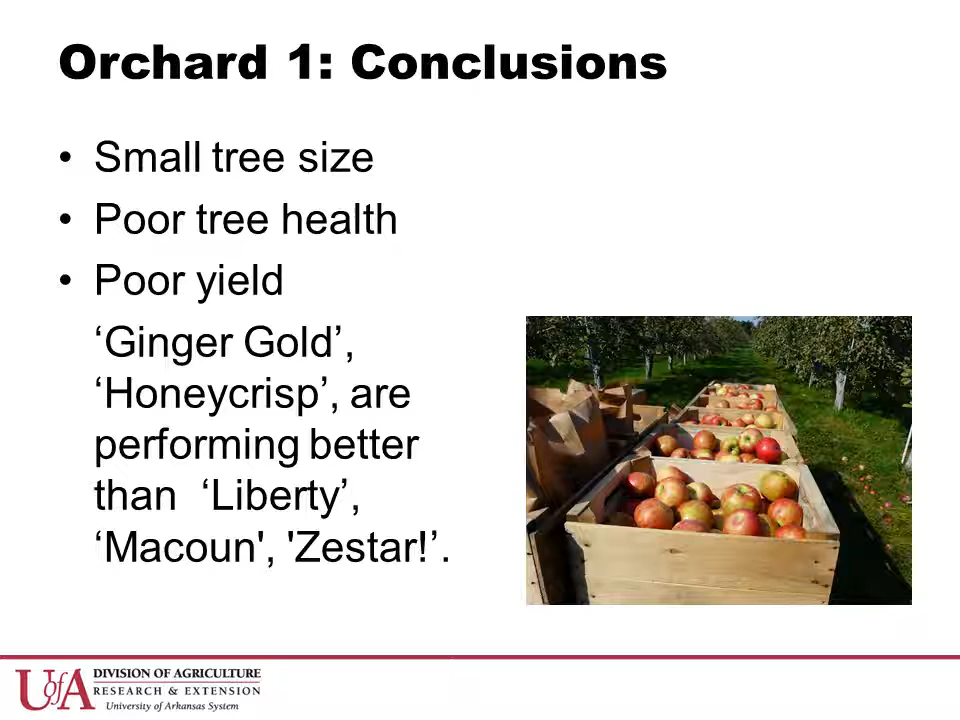 Orchard 1: Conclusions
• Small tree size
• Poor tree health
• Poor yield
‘Ginger Gold’,
‘Honeycrisp’, are
performing better
than  ‘Liberty’,
‘Macoun', 'Zestar!’.
UofA
DIVISION OF AGRICULTURE
RESEARCH & EXTENSION
University of Arkansas System